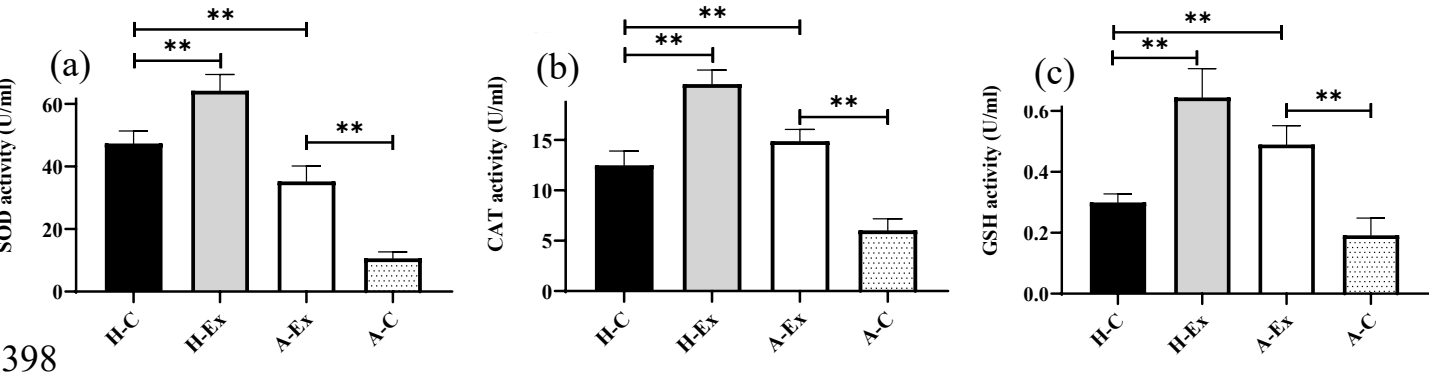 (a)
SOD activity (U/ml)
**
**
**
60
40
20
0
H-C
H-Ex
A-Ex
A-C
(b)
CAT activity (U/ml)
**
**
**
15
10
5
0
H-C
H-Ex
A-Ex
A-C
(c)
GSH activity (U/ml)
**
**
**
0.6
0.4
0.2
0.0
H-C
H-Ex
A-Ex
A-C
398